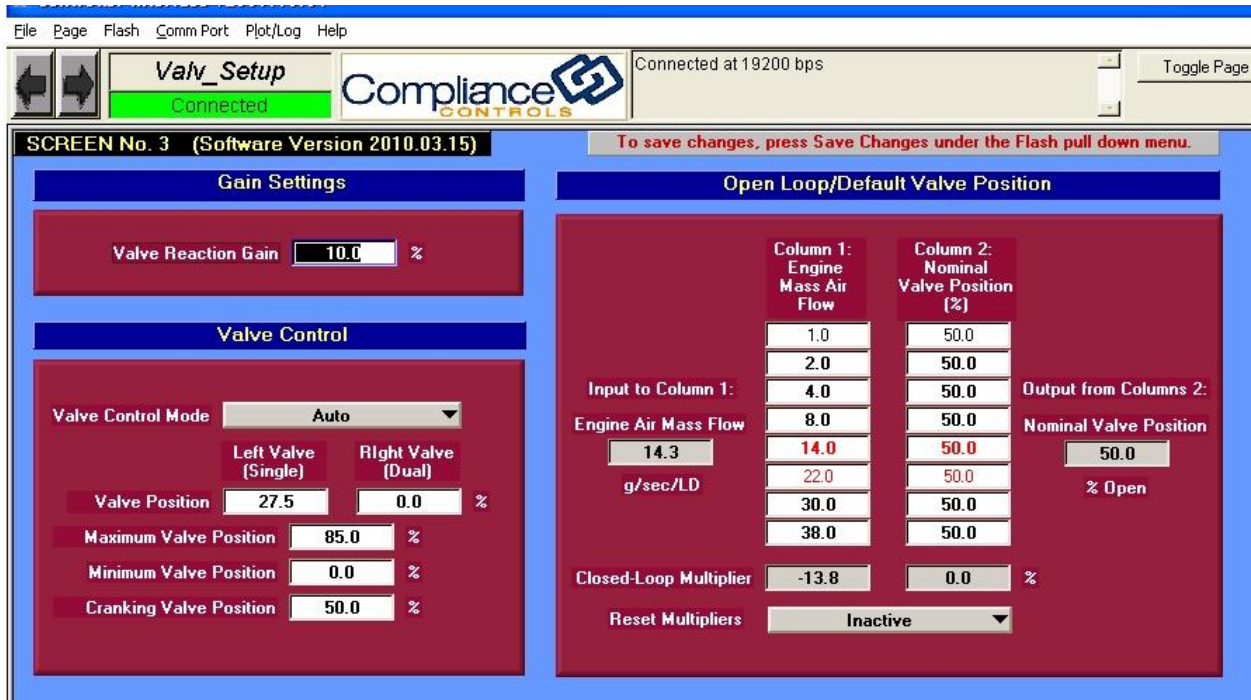 File Page Flash Comm Port Plot/Log Help
Valv_Setup
Connected
Compliance
CONTROLS
Connected at 19200 bps
Toggle Page
SCREEN No. 3 (Software Version 2010.03.15)
To save changes, press Save Changes under the Flash pull down menu.
Gain Settings
Valve Reaction Gain 10.0 %
Valve Control
Valve Control Mode Auto
Left Valve
(Single)
RIght Valve
(Dual)
Valve Position 27.5 0.0 %
Maximum Valve Position 85.0 %
Minimum Valve Position 0.0 %
Cranking Valve Position 50.0 %
Open Loop/Default Valve Position
Column 1:
Engine
Mass Air
Flow
Column 2:
Nominal
Valve Position
(%)
1.0 50.0
2.0 50.0
4.0 50.0
8.0 50.0
14.0 50.0
22.0 50.0
30.0 50.0
38.0 50.0
Input to Column 1:
Engine Air Mass Flow
14.3
g/sec/LD
Output from Columns 2:
Nominal Valve Position
50.0
% Open
Closed-Loop Multiplier -13.8 0.0 %
Reset Multipliers Inactive